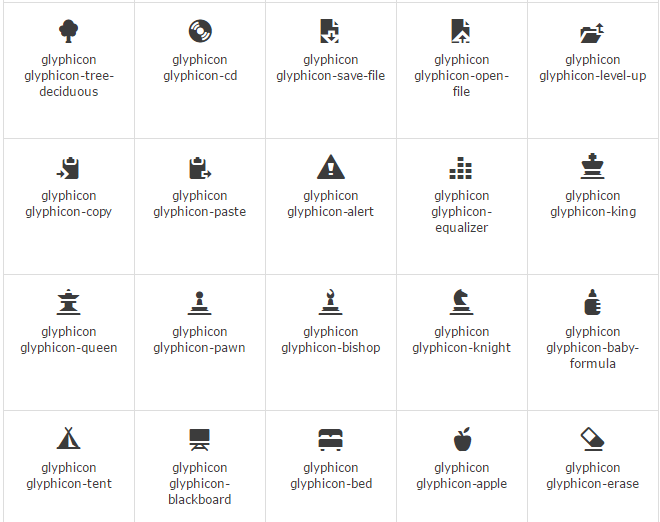 glyphicon
glyphicon-tree-
deciduous
glyphicon
glyphicon-cd
glyphicon
glyphicon-save-file
glyphicon
glyphicon-open-
file
glyphicon
glyphicon-level-up
glyphicon
glyphicon-copy
glyphicon
glyphicon-paste
glyphicon
glyphicon-alert
glyphicon
glyphicon-
equalizer
glyphicon
glyphicon-king
glyphicon
glyphicon-queen
glyphicon
glyphicon-pawn
glyphicon
glyphicon-bishop
glyphicon
glyphicon-knight
glyphicon
glyphicon-baby-
formula
glyphicon
glyphicon-tent
glyphicon
glyphicon-
blackboard
glyphicon
glyphicon-bed
glyphicon
glyphicon-apple
glyphicon
glyphicon-erase